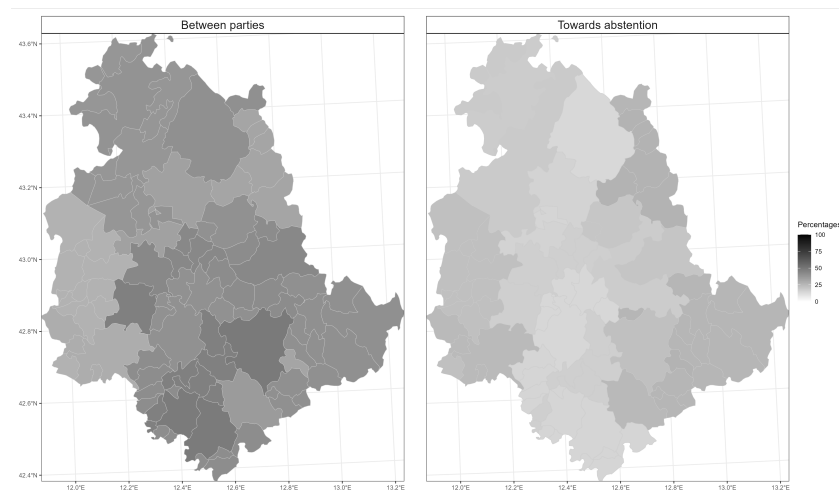 Between parties
Towards abstention
43.6°N
43.4°N
43.2°N
43.0°N
42.8°N
42.6°N
42.4°N
Percentages
100
75
50
25
0
12.0°E 12.2°E 12.4°E 12.6°E 12.8°E 13.0°E 13.2°E 12.0°E 12.2°E 12.4°E 12.6°E 12.8°E 13.0°E 13.2°E